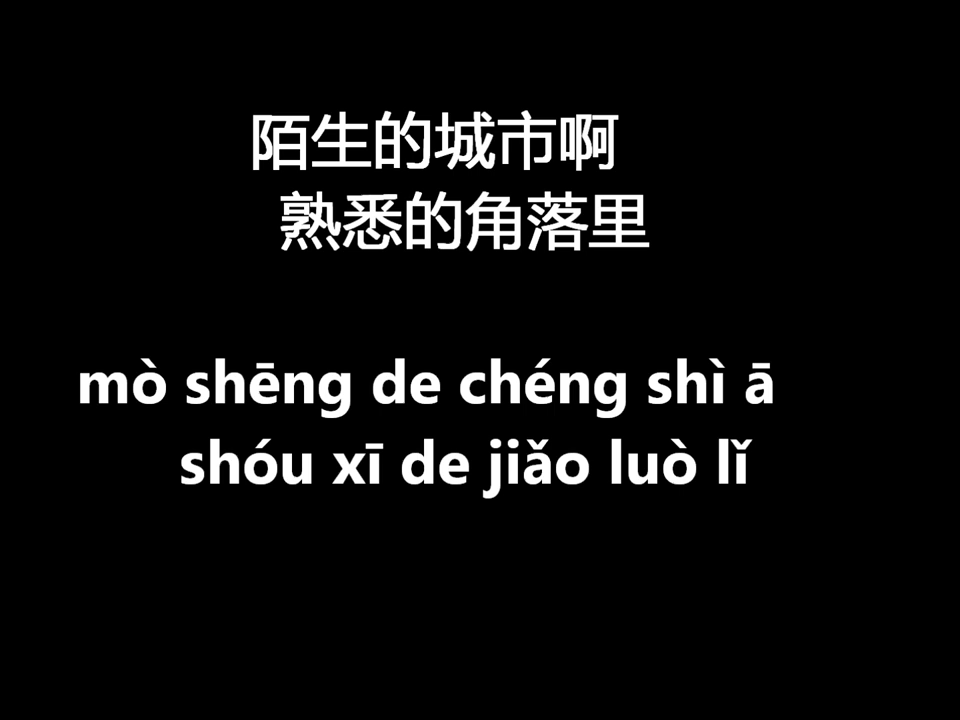 陌生的城市啊
熟悉的角落里
mò shēng de chéng shì ā
shóu xī de jiǎo luò lǐ